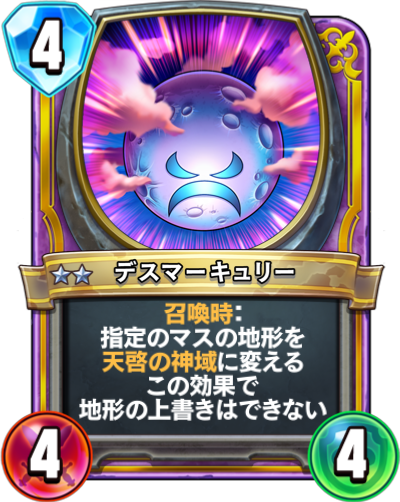 4
デスマーキュリー
召喚時:
指定のマスの地形を
天啓の神域に変える
この効果で
地形の上書きはできない
4
4